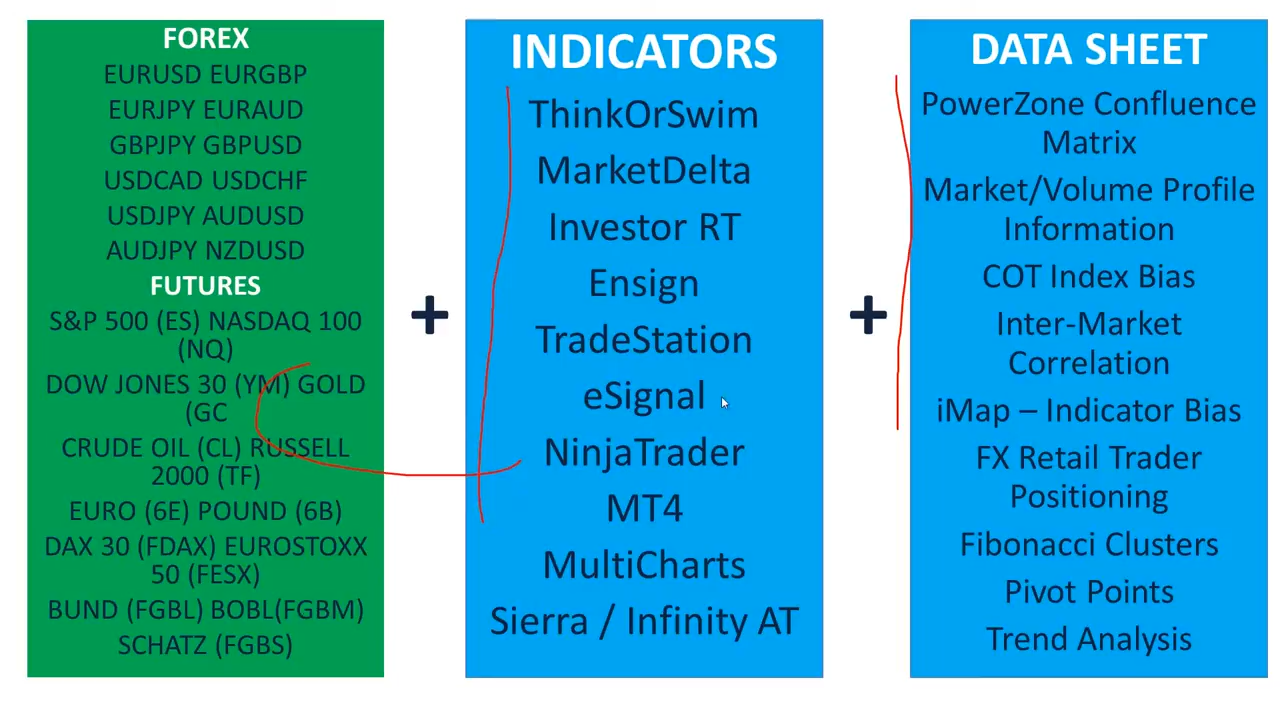 FOREX
EURUSD EURGBP
EURJPY EURAUD
GBPJPY GBPUSD
USDCAD USDCHF
USDJPY AUDUSD
AUDJPY NZDUSD
FUTURES
S&P 500 (ES) NASDAQ 100
(NQ)
DOW JONES 30 (YM) GOLD
(GC
CRUDE OIL (CL) RUSSELL
2000 (TF)
EURO (6E) POUND (6B)
DAX 30 (FDAX) EUROSTOXX
50 (FESX)
BUND (FGBL) BOBL(FGBM)
SCHATZ (FGBS)
+
INDICATORS
ThinkOrSwim
MarketDelta
Investor RT
Ensign
TradeStation
eSignal
NinjaTrader
MT4
MultiCharts
Sierra / Infinity AT
+
DATA SHEET
PowerZone Confluence
Matrix
Market/Volume Profile
Information
COT Index Bias
Inter-Market
Correlation
iMap – Indicator Bias
FX Retail Trader
Positioning
Fibonacci Clusters
Pivot Points
Trend Analysis